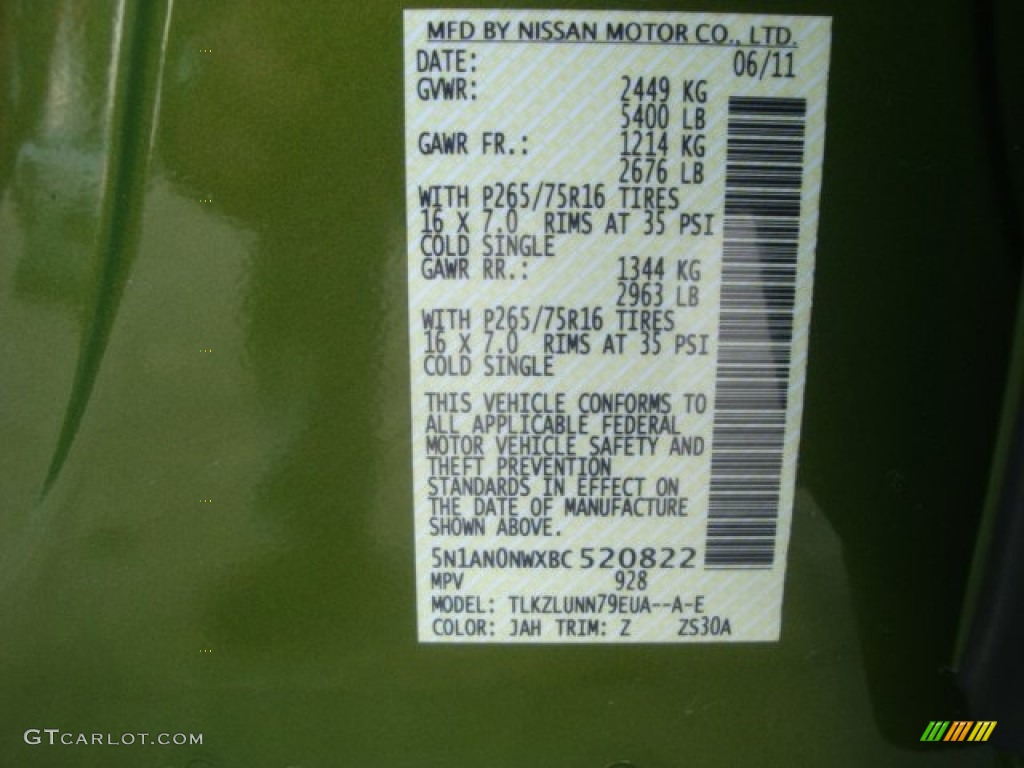 MFD BY NISSAN MOTOR CO., LTD.
DATE: 06/11
GVWR: 2449 KG
5400 LB
GAWR FR.: 1214 KG
2676 LB
WITH P265/75R16 TIRES
16 X 7.0 RIMS AT 35 PSI
COLD SINGLE
GAWR RR.: 1344 KG
2963 LB
WITH P265/75R16 TIRES
16 X 7.0 RIMS AT 35 PSI
COLD SINGLE
THIS VEHICLE CONFORMS TO
ALL APPLICABLE FEDERAL
MOTOR VEHICLE SAFETY AND
THEFT PREVENTION
STANDARDS IN EFFECT ON
THE DATE OF MANUFACTURE
SHOWN ABOVE.
5N1AN0NWXBC 520822
MPV 928
MODEL: TLKZLUNN79EUA--A-E
COLOR: JAH TRIM: Z ZS30A
GTCARLOT.COM